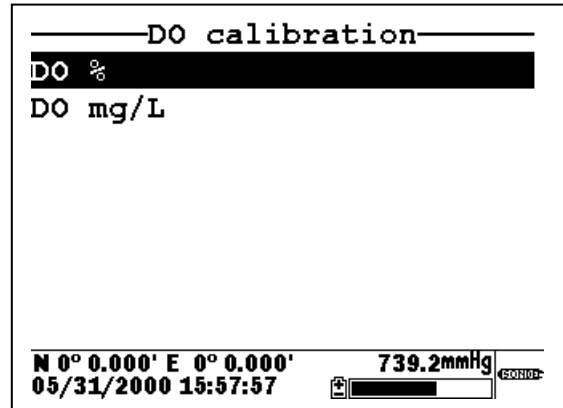 DO calibration
DO %
DO mg/L
N 0° 0.000' E 0° 0.000' 739.2mmHg
05/31/2000 15:57:57
SONDE